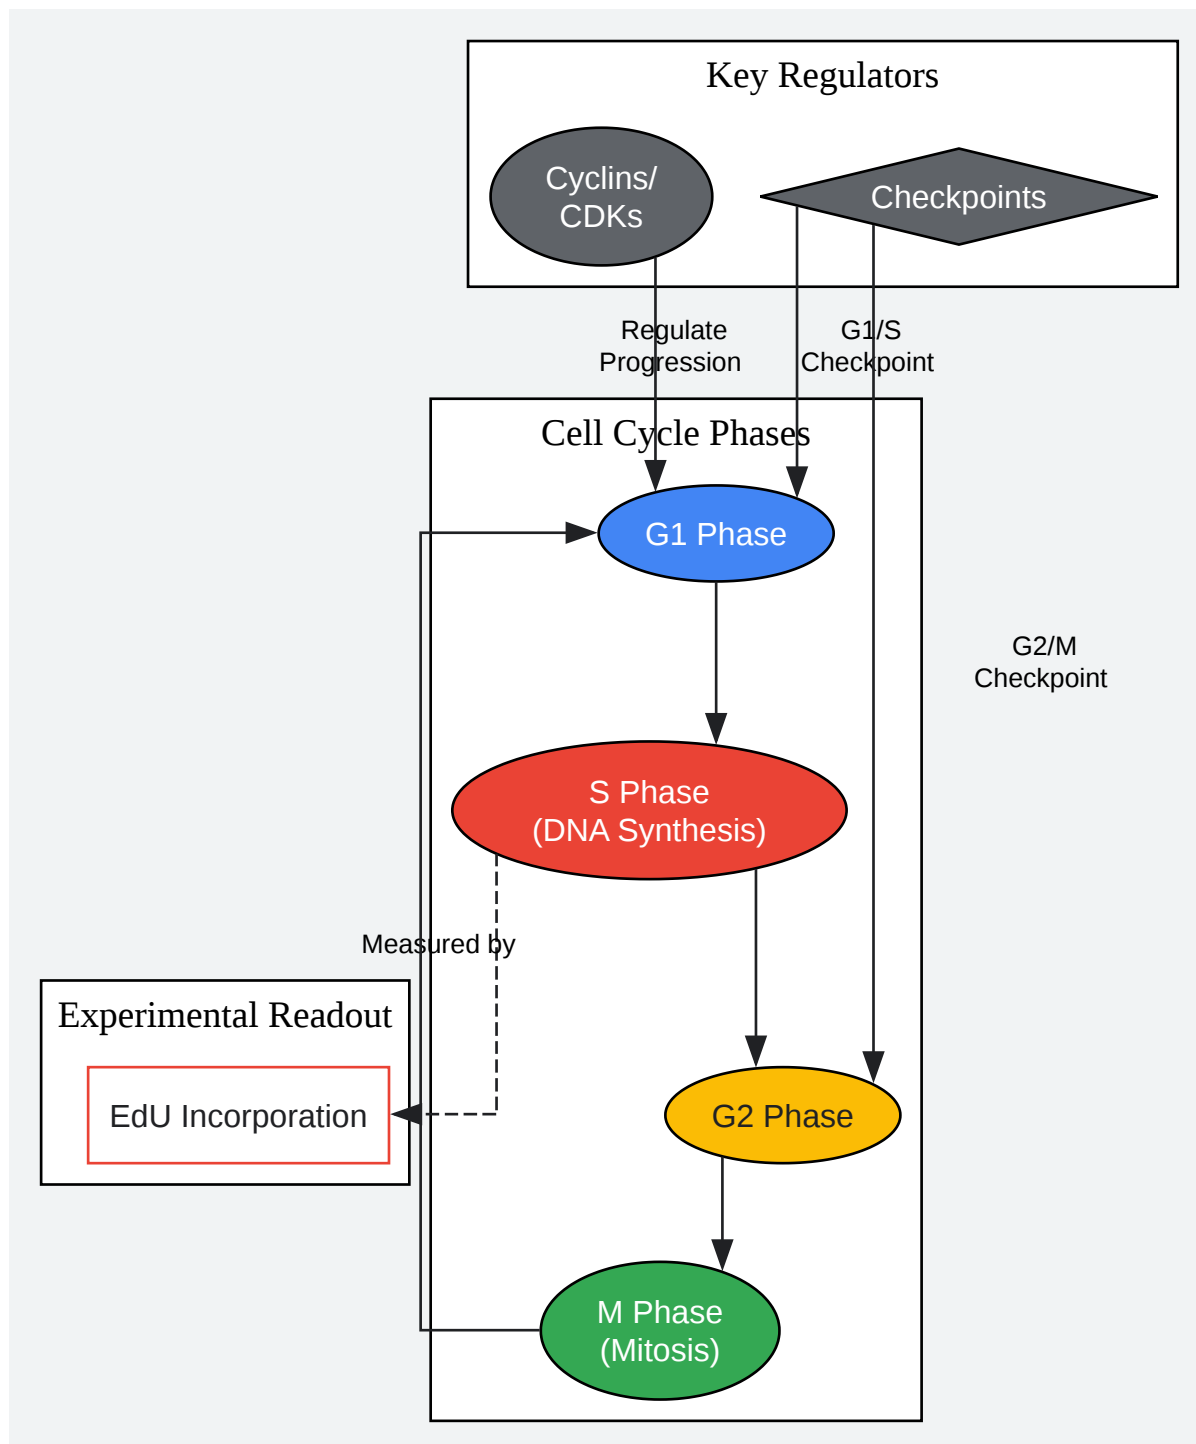 Key Regulators
Cyclins/
CDKs
Checkpoints
Regulate
Progression
G1/S
Checkpoint
Cell Cycle Phases
G1 Phase
G2/M
Checkpoint
S Phase
(DNA Synthesis)
Measured by
Experimental Readout
EdU Incorporation
G2 Phase
M Phase
(Mitosis)